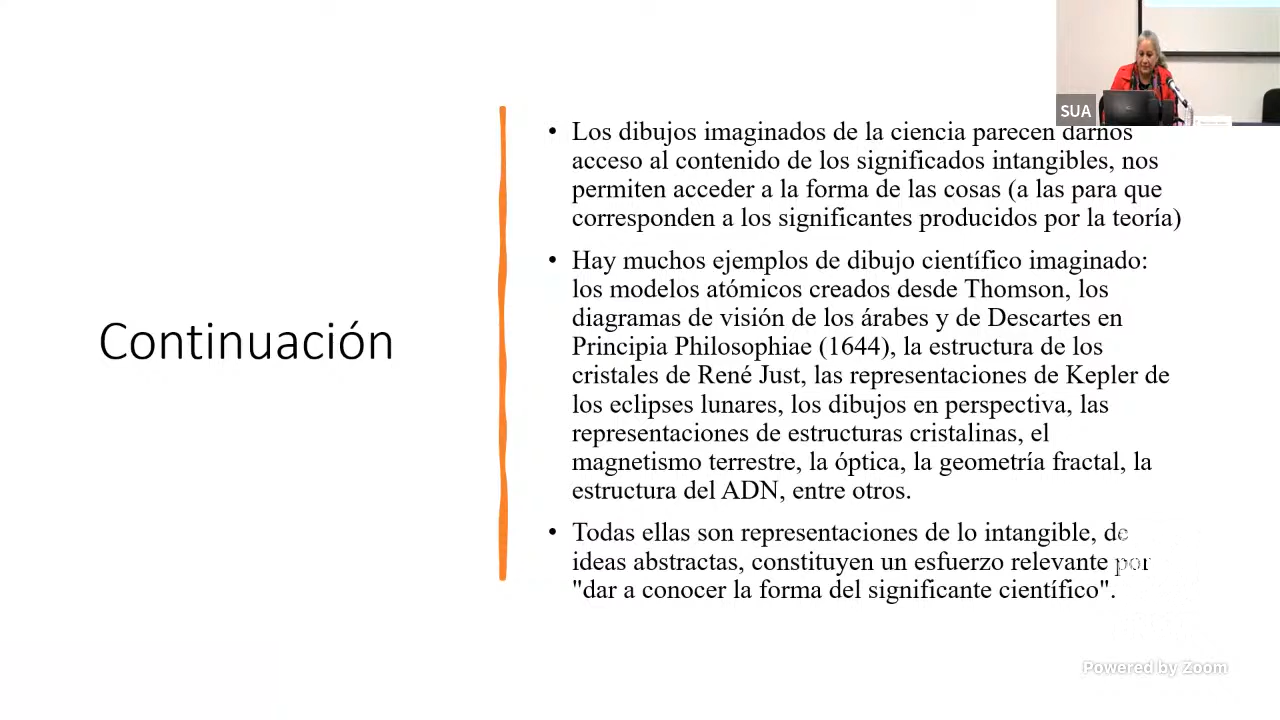 SUA
Continuación
• Los dibujos imaginados de la ciencia parecen darnos
acceso al contenido de los significados intangibles, nos
permiten acceder a la forma de las cosas (a las para que
corresponden a los significantes producidos por la teoría)
• Hay muchos ejemplos de dibujo científico imaginado:
los modelos atómicos creados desde Thomson, los
diagramas de visión de los árabes y de Descartes en
Principia Philosophiae (1644), la estructura de los
cristales de René Just, las representaciones de Kepler de
los eclipses lunares, los dibujos en perspectiva, las
representaciones de estructuras cristalinas, el
magnetismo terrestre, la óptica, la geometría fractal, la
estructura del ADN, entre otros.
• Todas ellas son representaciones de lo intangible, de
ideas abstractas, constituyen un esfuerzo relevante por
"dar a conocer la forma del significante científico".
Powered by Zoom